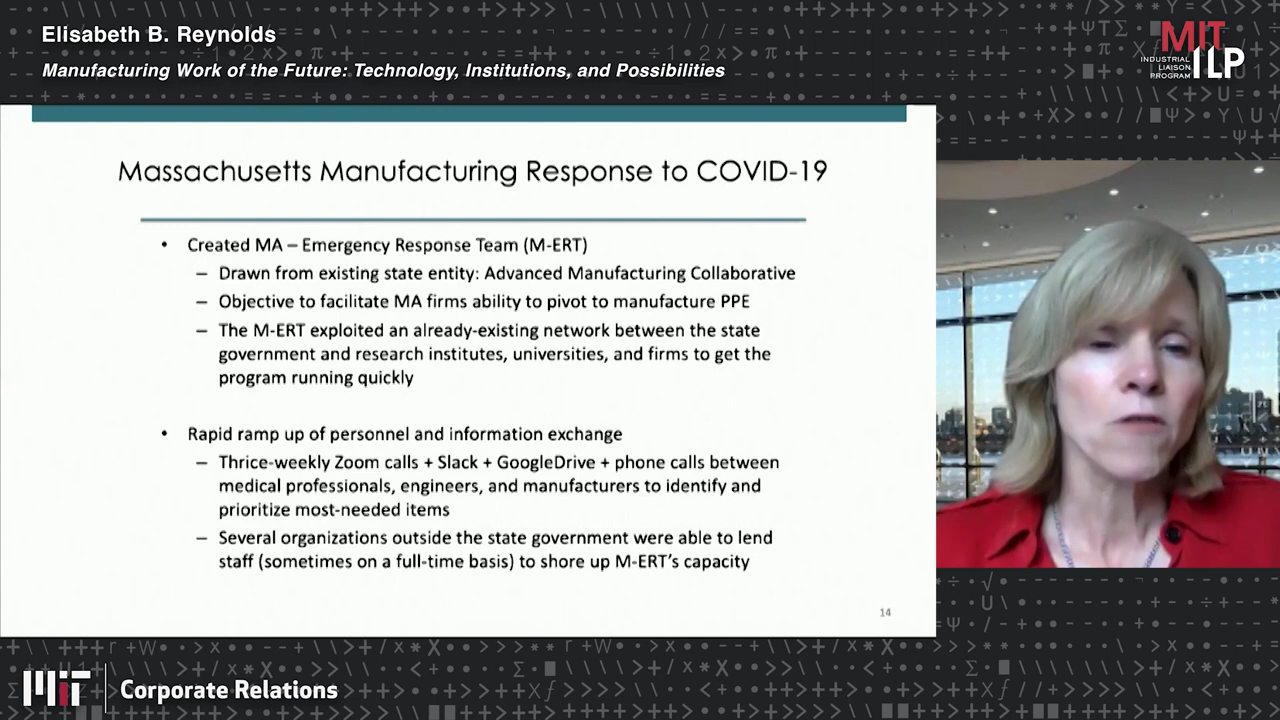 Elisabeth B. Reynolds
Manufacturing Work of the Future: Technology, Institutions, and Possibilities
MIT
INDUSTRIAL
LIAISON
PROGRAM
ILP
Massachusetts Manufacturing Response to COVID-19
• Created MA – Emergency Response Team (M-ERT)
– Drawn from existing state entity: Advanced Manufacturing Collaborative
– Objective to facilitate MA firms ability to pivot to manufacture PPE
– The M-ERT exploited an already-existing network between the state
government and research institutes, universities, and firms to get the
program running quickly
• Rapid ramp up of personnel and information exchange
– Thrice-weekly Zoom calls + Slack + GoogleDrive + phone calls between
medical professionals, engineers, and manufacturers to identify and
prioritize most-needed items
– Several organizations outside the state government were able to lend
staff (sometimes on a full-time basis) to shore up M-ERT's capacity
14
MIT
Corporate Relations